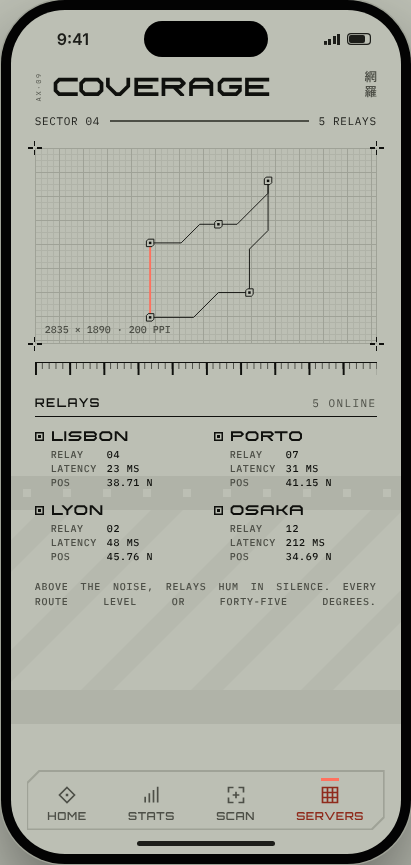 9:41
AX-09
COVERAGE
網羅
SECTOR 04
5 RELAYS
2835 × 1890 · 200 PPI
RELAYS
5 ONLINE
LISBON
RELAY 04
LATENCY 23 MS
POS 38.71 N
PORTO
RELAY 07
LATENCY 31 MS
POS 41.15 N
LYON
RELAY 02
LATENCY 48 MS
POS 45.76 N
OSAKA
RELAY 12
LATENCY 212 MS
POS 34.69 N
ABOVE THE NOISE, RELAYS HUM IN SILENCE. EVERY
ROUTE LEVEL OR FORTY-FIVE DEGREES.
HOME
STATS
SCAN
SERVERS